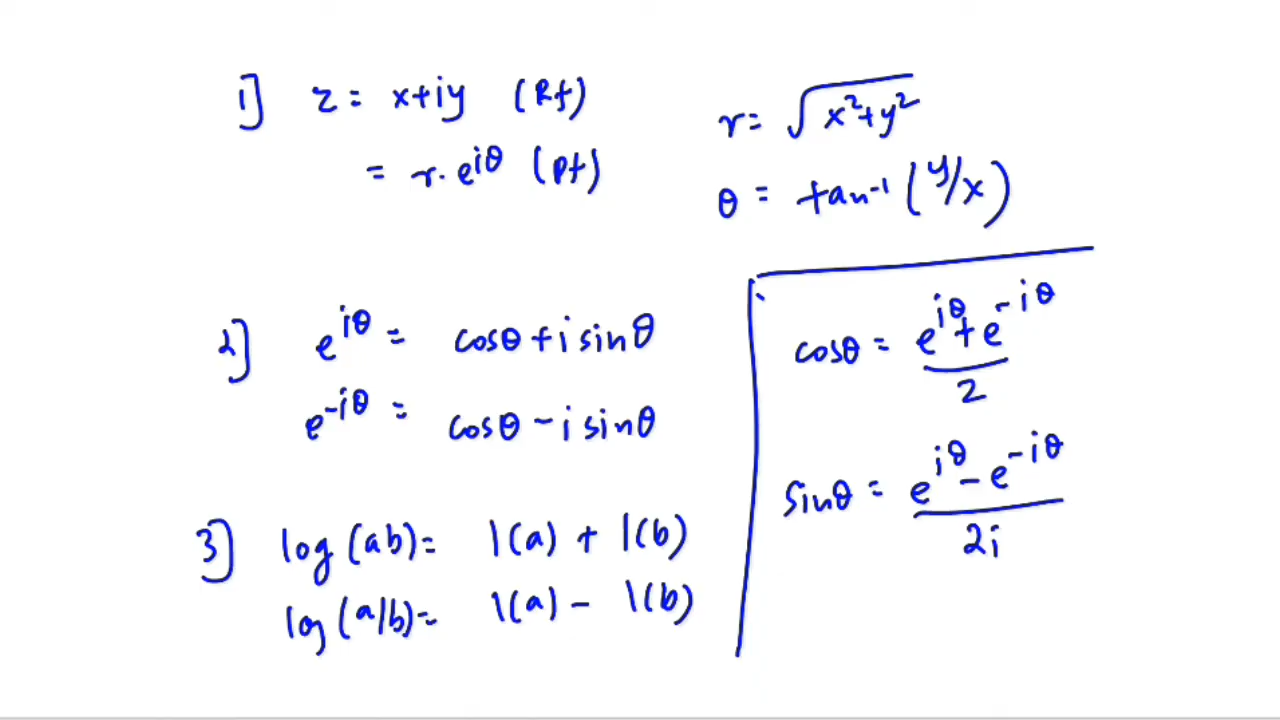 1] z = x+iy (Rf)
= r. e^{iθ} (Pf)
r = √(x²+y²)
θ = tan⁻¹ (y/x)
2] e^{iθ} = cosθ + i sinθ
e^{-iθ} = cosθ - i sinθ
3] log (ab) = l(a) + l(b)
log (a/b) = l(a) - l(b)
cosθ = (e^{iθ} + e^{-iθ})/2
sinθ = (e^{iθ} - e^{-iθ})/2i